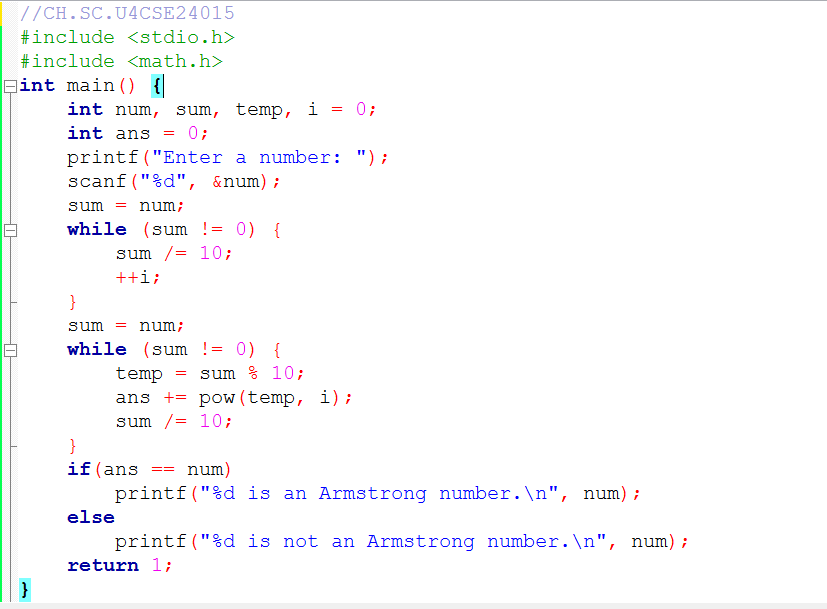 //CH.SC.U4CSE24015
#include <stdio.h>
#include <math.h>
int main() {
    int num, sum, temp, i = 0;
    int ans = 0;
    printf("Enter a number: ");
    scanf("%d", &num);
    sum = num;
    while (sum != 0) {
        sum /= 10;
        ++i;
    }
    sum = num;
    while (sum != 0) {
        temp = sum % 10;
        ans += pow(temp, i);
        sum /= 10;
    }
    if(ans == num)
        printf("%d is an Armstrong number.\n", num);
    else
        printf("%d is not an Armstrong number.\n", num);
    return 1;
}